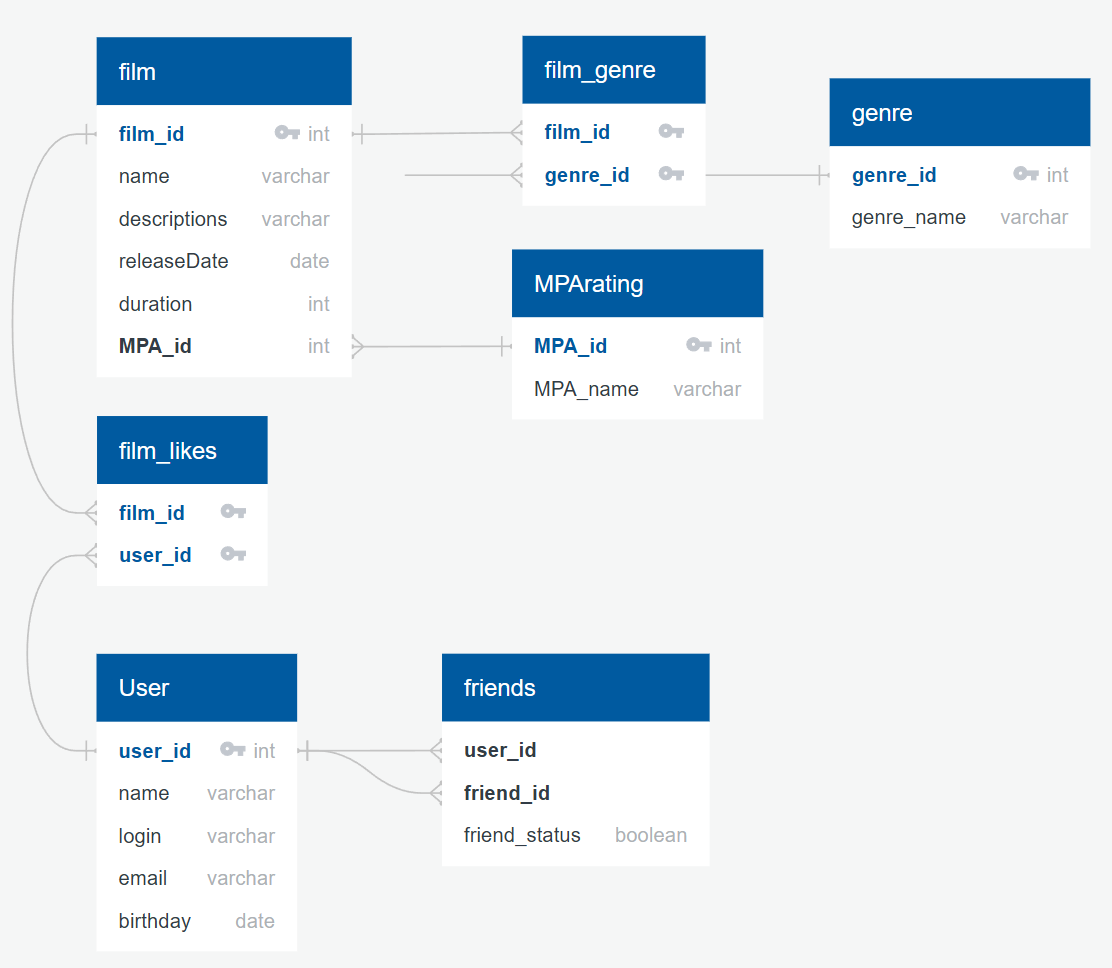 film
film_id int
name varchar
descriptions varchar
releaseDate date
duration int
MPA_id int
film_genre
film_id
genre_id
genre
genre_id int
genre_name varchar
MPArating
MPA_id int
MPA_name varchar
film_likes
film_id
user_id
User
user_id int
name varchar
login varchar
email varchar
birthday date
friends
user_id
friend_id
friend_status boolean